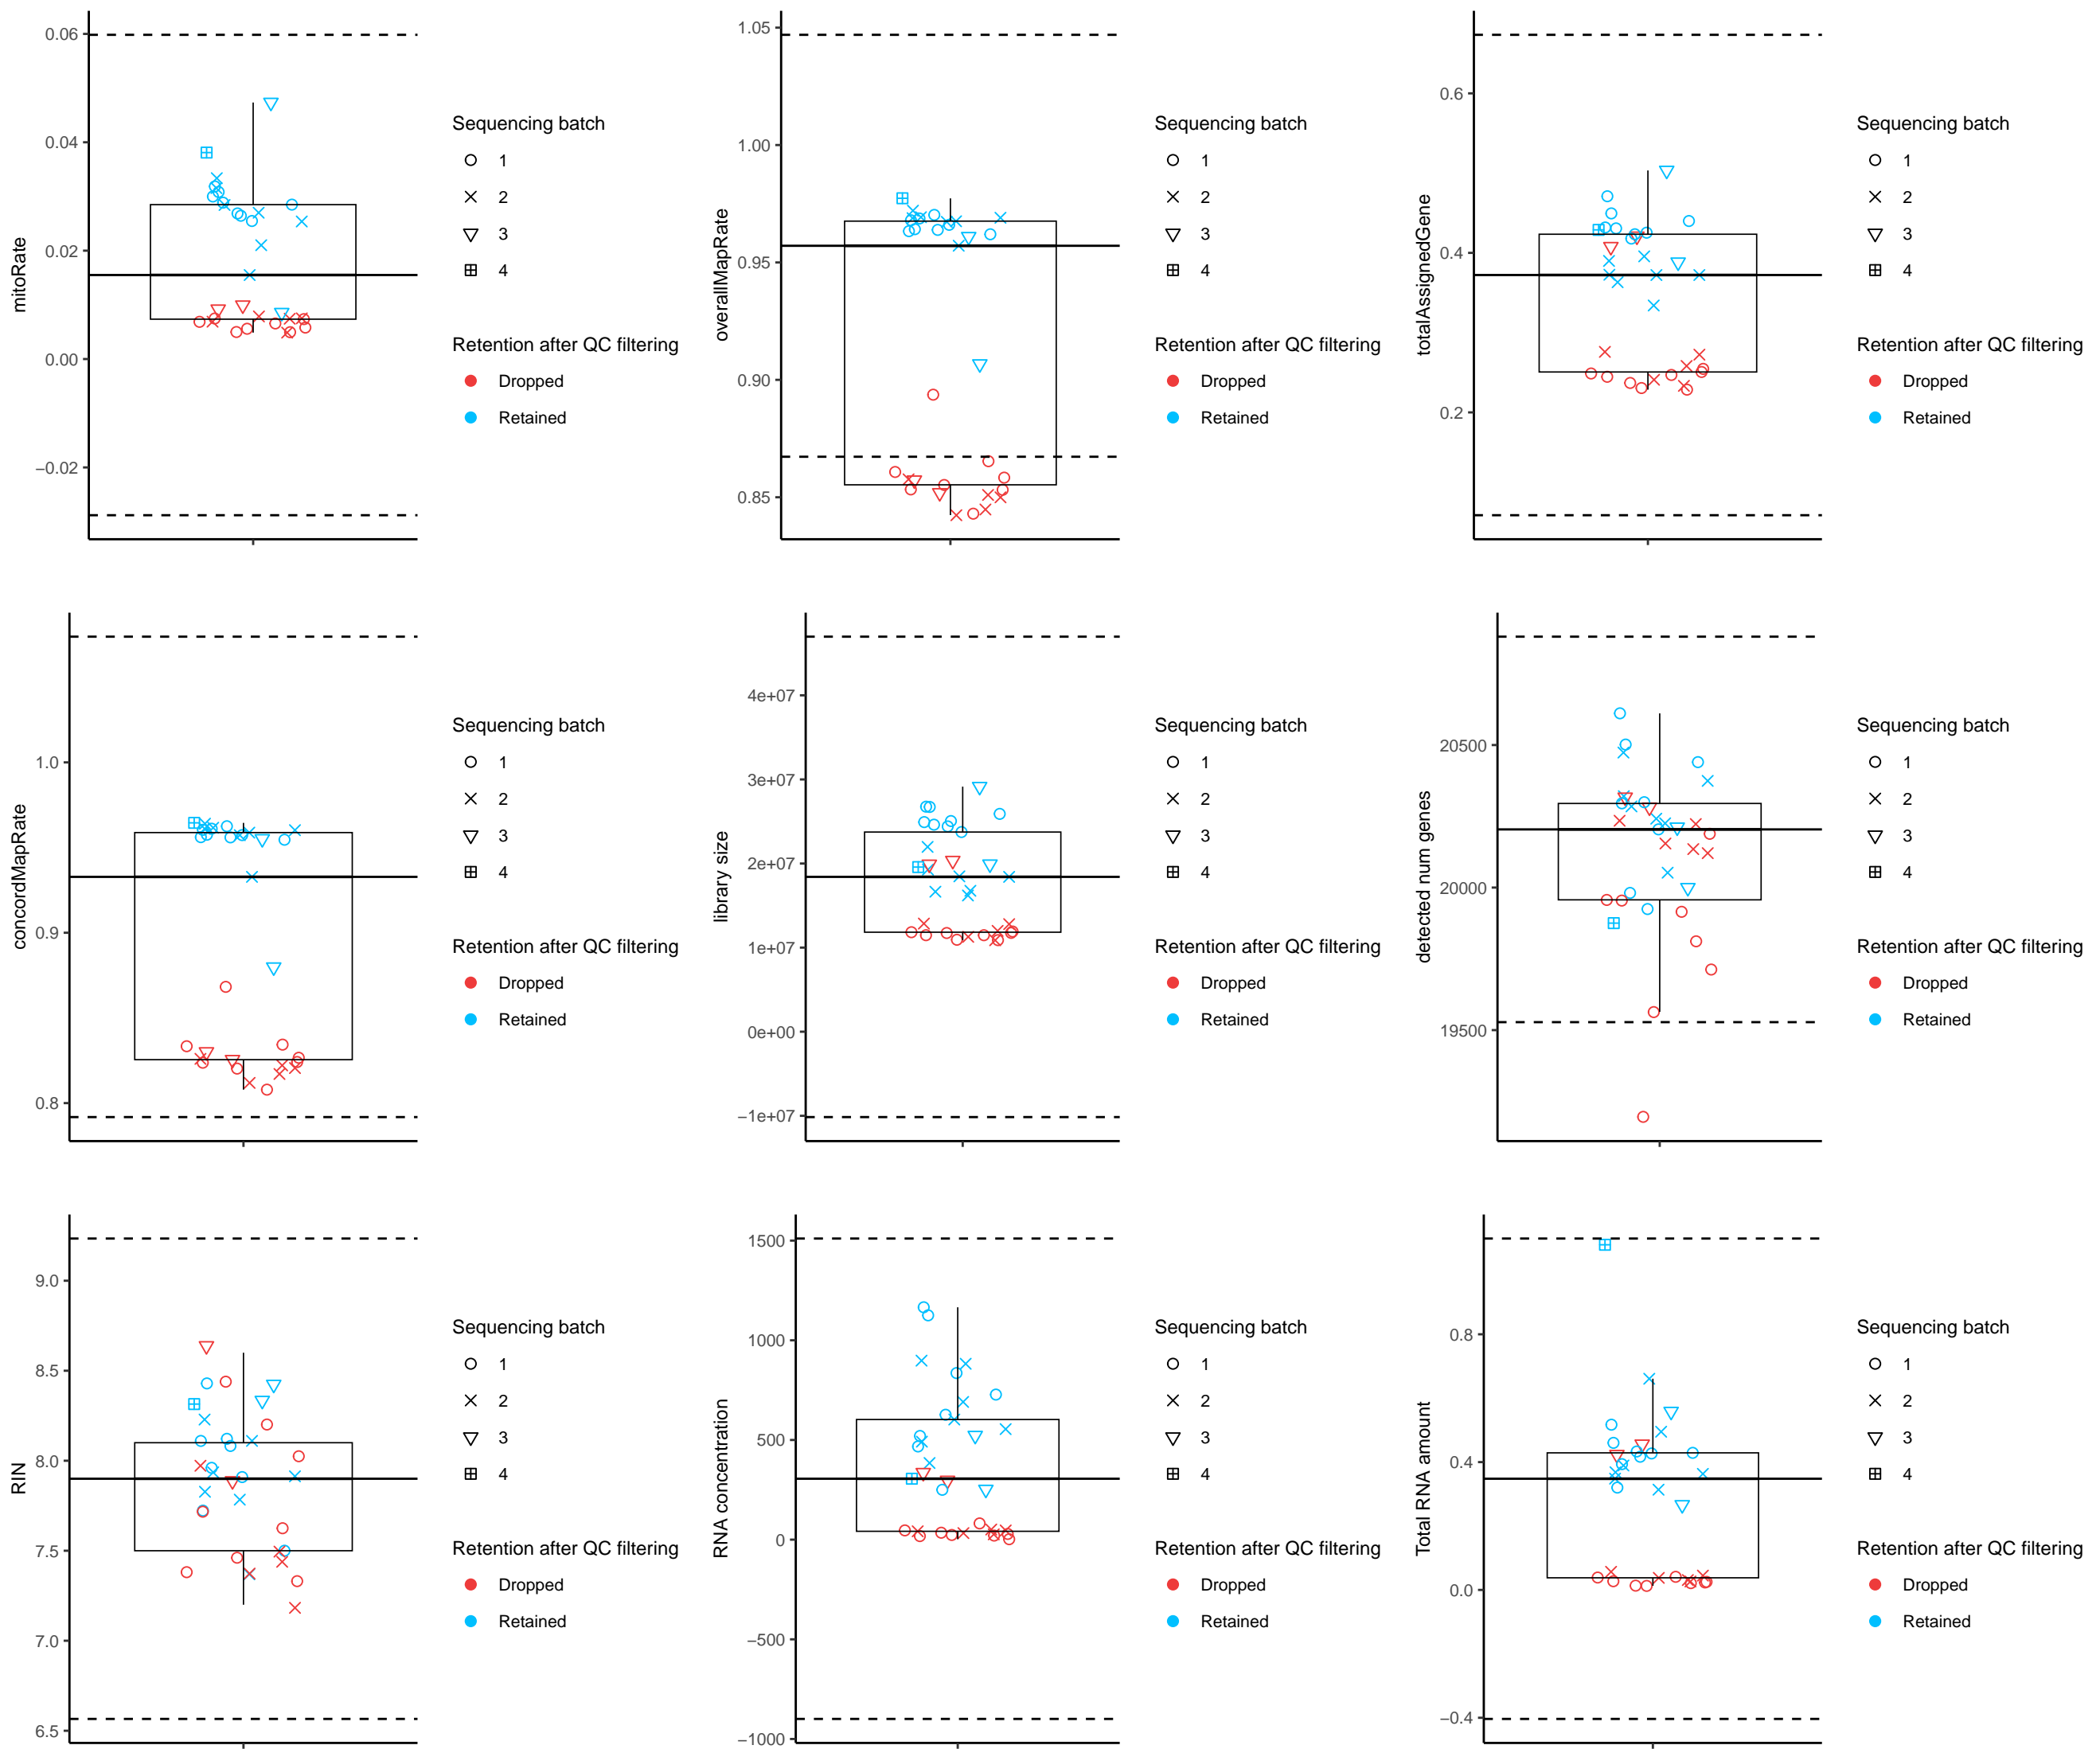 mitoRate
0.06
0.04
0.02
0.00
−0.02
Sequencing batch
1
2
3
4
Retention after QC filtering
Dropped
Retained
overallMapRate
1.05
1.00
0.95
0.90
0.85
Sequencing batch
1
2
3
4
Retention after QC filtering
Dropped
Retained
totalAssignedGene
0.6
0.4
0.2
Sequencing batch
1
2
3
4
Retention after QC filtering
Dropped
Retained
concordMapRate
1.0
0.9
0.8
Sequencing batch
1
2
3
4
Retention after QC filtering
Dropped
Retained
library size
4e+07
3e+07
2e+07
1e+07
0e+00
−1e+07
Sequencing batch
1
2
3
4
Retention after QC filtering
Dropped
Retained
detected num genes
20500
20000
19500
Sequencing batch
1
2
3
4
Retention after QC filtering
Dropped
Retained
RIN
9.0
8.5
8.0
7.5
7.0
6.5
Sequencing batch
1
2
3
4
Retention after QC filtering
Dropped
Retained
RNA concentration
1500
1000
500
0
−500
−1000
Sequencing batch
1
2
3
4
Retention after QC filtering
Dropped
Retained
Total RNA amount
0.8
0.4
0.0
−0.4
Sequencing batch
1
2
3
4
Retention after QC filtering
Dropped
Retained